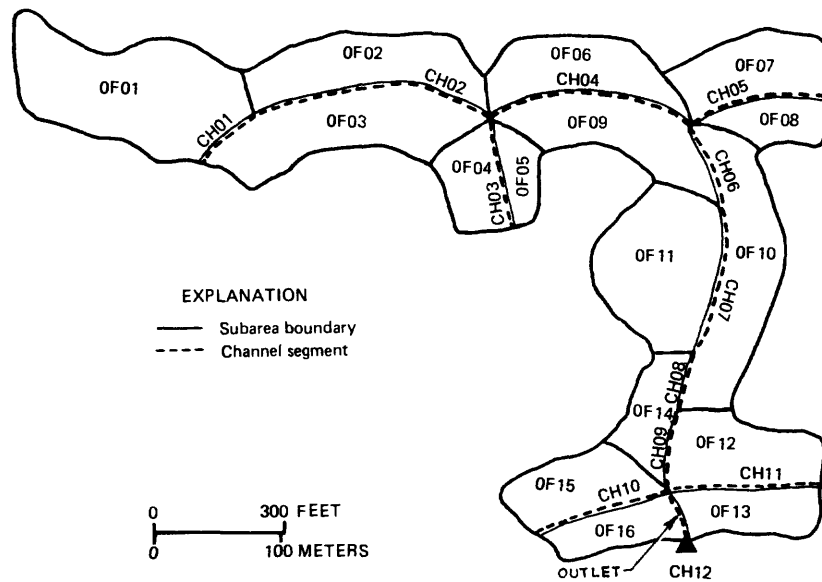 OF01
OF02
OF06
OF07
CH02
CH04
CH05
CH01
OF03
OF09
OF08
OF04
OF05
CH03
CH06
OF11
OF10
CH07
EXPLANATION
Subarea boundary
Channel segment
CH08
OF14
CH09
OF12
OF15
CH10
CH11
OF13
OF16
0 300 FEET
0 100 METERS
OUTLET
CH12